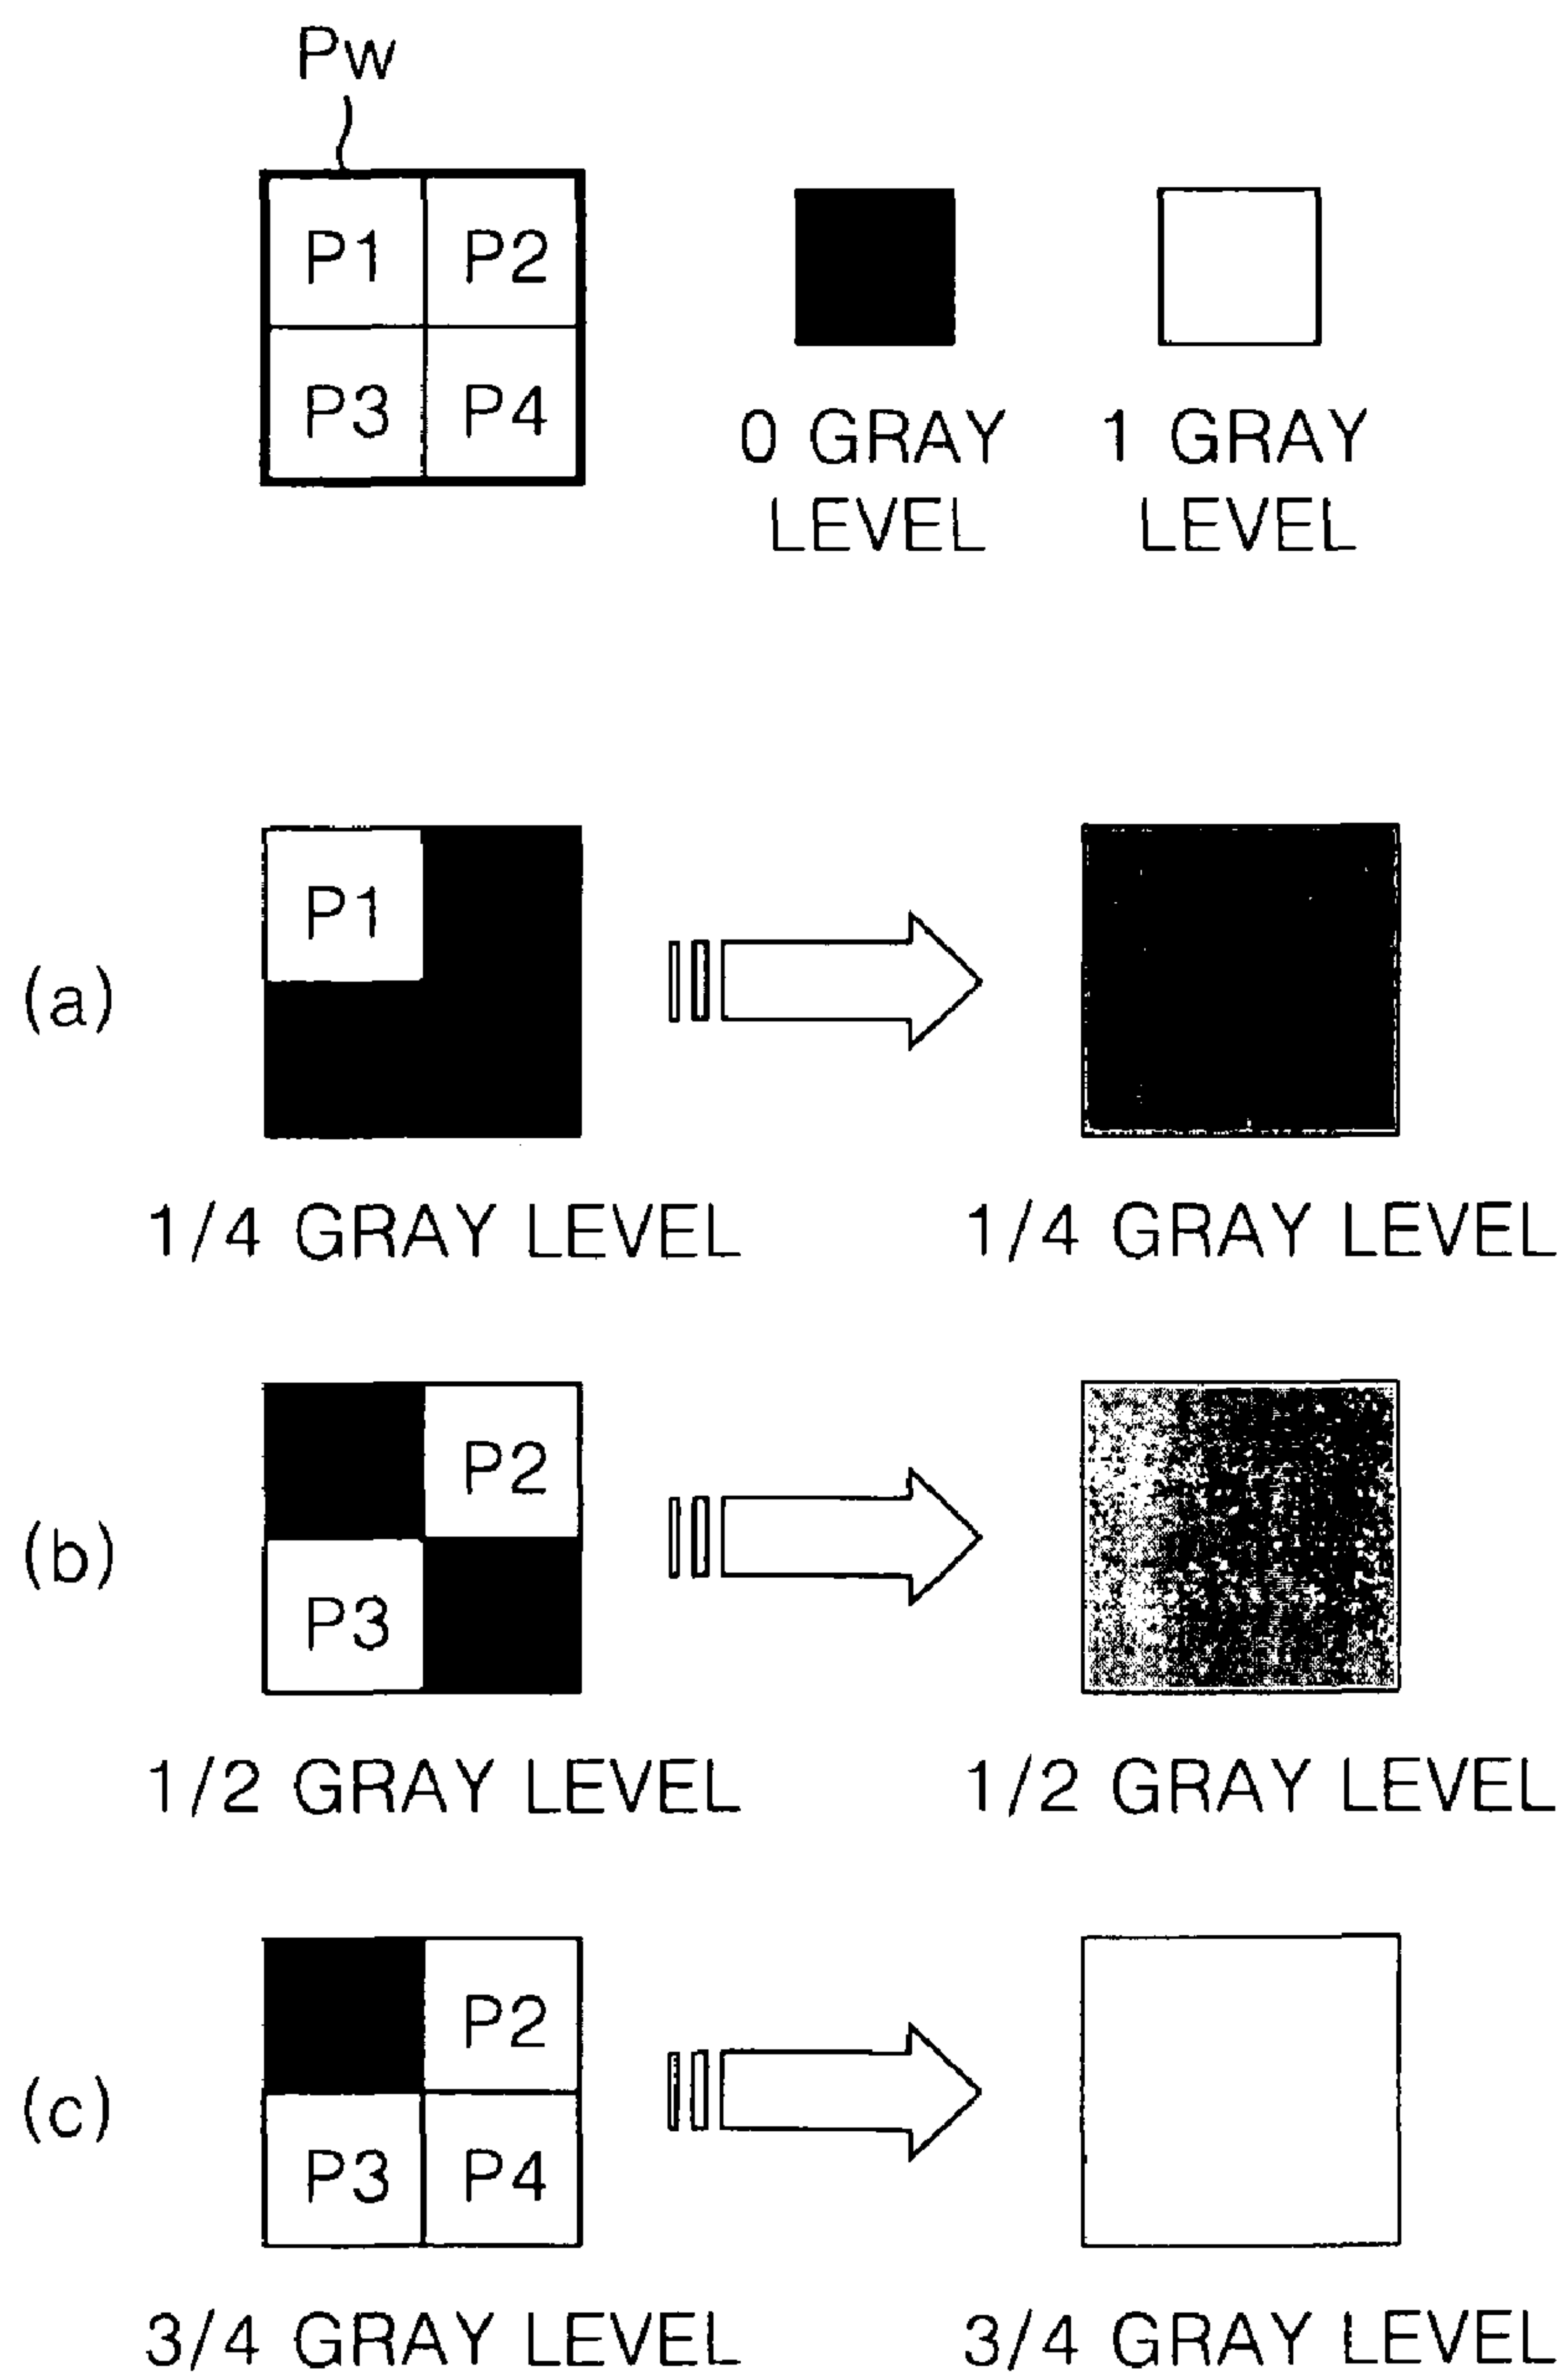 Pw
P1 P2
P3 P4
0 GRAY LEVEL
1 GRAY LEVEL
(a)
P1
1/4 GRAY LEVEL
1/4 GRAY LEVEL
(b)
P2
P3
1/2 GRAY LEVEL
1/2 GRAY LEVEL
(c)
P2
P3 P4
3/4 GRAY LEVEL
3/4 GRAY LEVEL